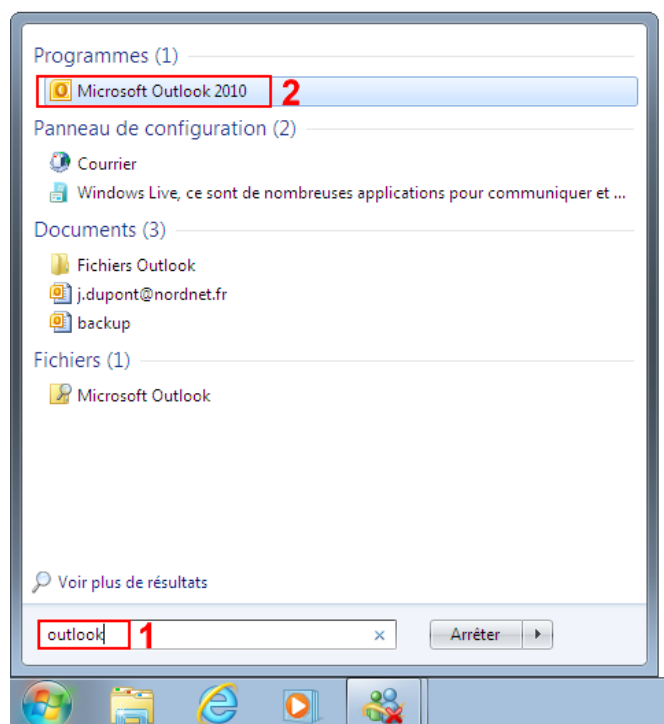 Programmes (1)
Microsoft Outlook 2010 2
Panneau de configuration (2)
Courrier
Windows Live, ce sont de nombreuses applications pour communiquer et ...
Documents (3)
Fichiers Outlook
j.dupont@nordnet.fr
backup
Fichiers (1)
Microsoft Outlook
Voir plus de résultats
outlook 1 Arrêter